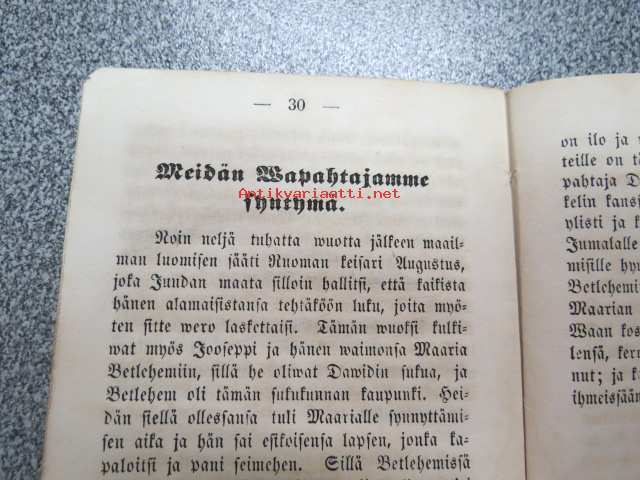 — 30 —
Meidän Wapahtajamme
syntymä.
Antikvariaatti.net
Noin neljä tuhatta wuotta jälkeen maail-
man luomisen sääti Ruoman keisari Augustus,
joka Juudan maata silloin hallitsi, että kaikista
hänen alamaisistansa tehtäköön luku, joita myö-
ten sitte wero laskettaisi. Tämän wuoksi kulki-
wat myös Jooseppi ja hänen waimonsa Maaria
Betlehemiin, sillä he oliwat Dawidin sukua, ja
Betlehem oli tämän sukukunnan kaupunki. Hei-
dän siellä ollessansa tuli Maarialle synnyttämi-
sen aika ja hän sai esikoisensa lapsen, jonka ka-
paloitsi ja pani seimehen. Sillä Betlehemissä
on ilo ja
teille on tä
pahtaja D
kelin kansj
ylisti ja k
Jumalalle
misille hy
Betlehemi
Maarian
Waan kos
lensä, kerr
nut; ja k
ihmeissään